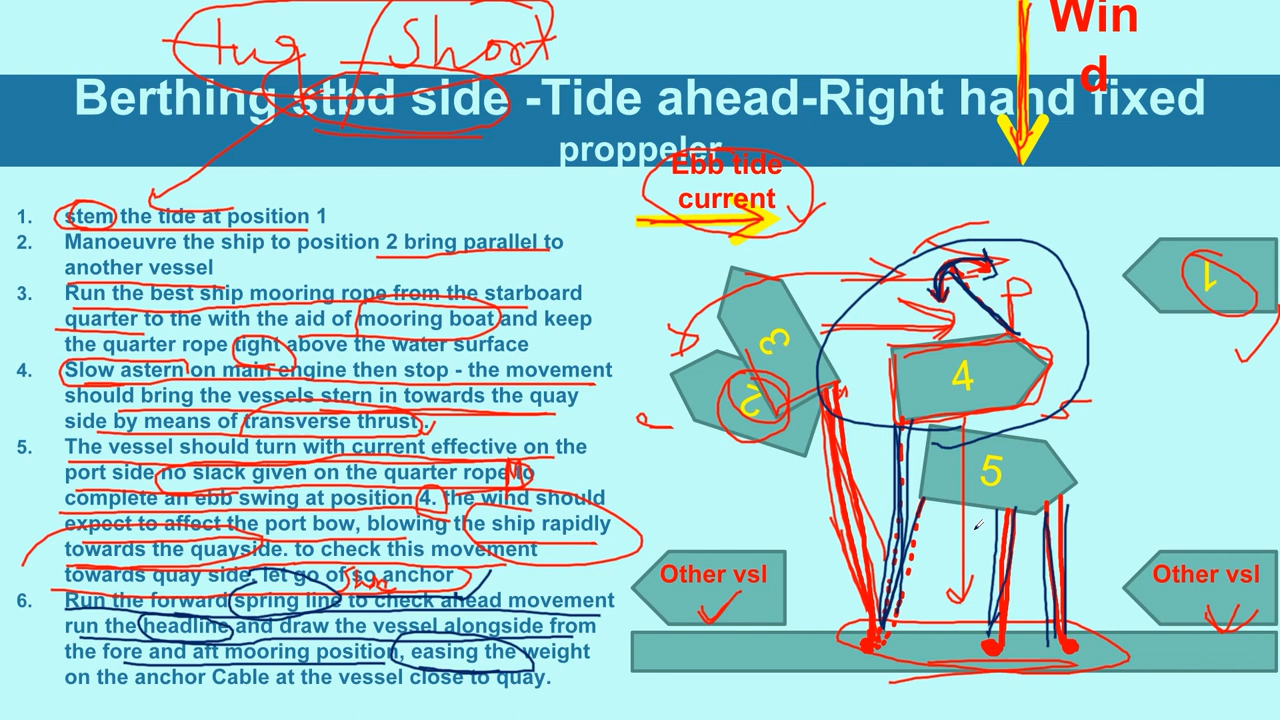 tug / Short
Win
d
Berthing stbd side -Tide ahead-Right hand fixed
proppeler
Ebb tide
current
1. stem the tide at position 1
2. Manoeuvre the ship to position 2 bring parallel to
another vessel
3. Run the best ship mooring rope from the starboard
quarter to the with the aid of mooring boat and keep
the quarter rope tight above the water surface
4. Slow astern on main engine then stop - the movement
should bring the vessels stern in towards the quay
side by means of transverse thrust.
5. The vessel should turn with current effective on the
port side no slack given on the quarter rope to
complete an ebb swing at position 4. the wind should
expect to affect the port bow, blowing the ship rapidly
towards the quayside. to check this movement
towards quay side, let go of so anchor
6. Run the forward spring line to check ahead movement
run the headline and draw the vessel alongside from
the fore and aft mooring position, easing the weight
on the anchor Cable at the vessel close to quay.
1
3
2
P
4
5
Other vsl
Other vsl